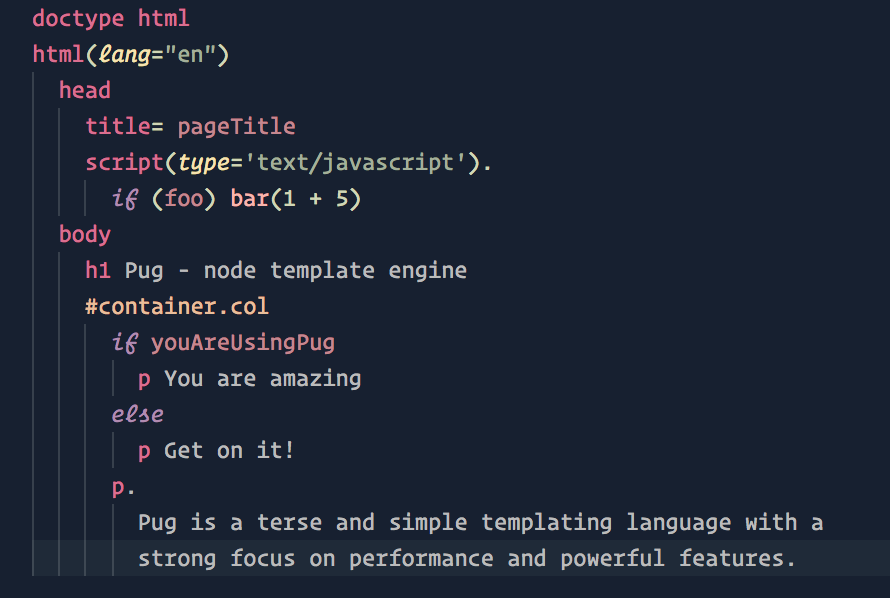 doctype html
html(lang="en")
head
title= pageTitle
script(type='text/javascript').
if (foo) bar(1 + 5)
body
h1 Pug - node template engine
#container.col
if youAreUsingPug
p You are amazing
else
p Get on it!
p.
Pug is a terse and simple templating language with a
strong focus on performance and powerful features.